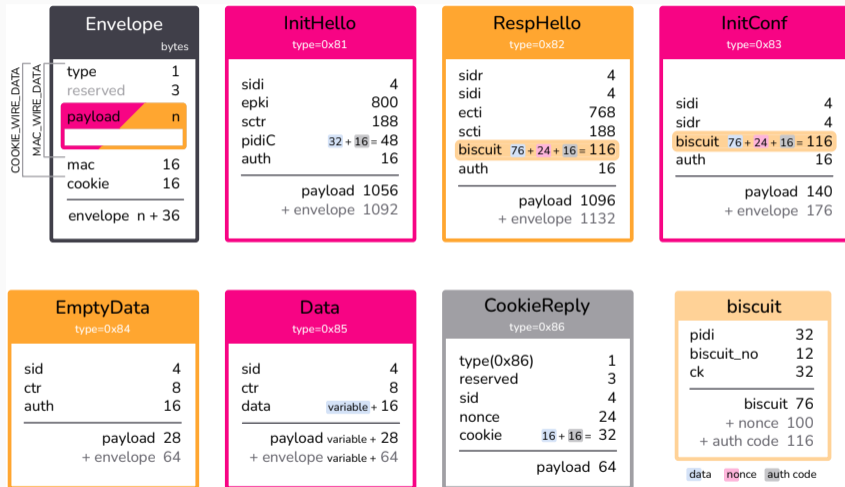 Envelope
bytes
COOKIE_WIRE_DATA
MAC_WIRE_DATA
type 1
reserved 3
payload n
mac 16
cookie 16
envelope n + 36
InitHello
type=0x81
sidi 4
epki 800
sctr 188
pidiC 32 + 16 = 48
auth 16
payload 1056
+ envelope 1092
RespHello
type=0x82
sidr 4
sidi 4
ecti 768
scti 188
biscuit 76 + 24 + 16 = 116
auth 16
payload 1096
+ envelope 1132
InitConf
type=0x83
sidi 4
sidr 4
biscuit 76 + 24 + 16 = 116
auth 16
payload 140
+ envelope 176
EmptyData
type=0x84
sid 4
ctr 8
auth 16
payload 28
+ envelope 64
Data
type=0x85
sid 4
ctr 8
data variable + 16
payload variable + 28
+ envelope variable + 64
CookieReply
type=0x86
type(0x86) 1
reserved 3
sid 4
nonce 24
cookie 16 + 16 = 32
payload 64
biscuit
pidi 32
biscuit_no 12
ck 32
biscuit 76
+ nonce 100
+ auth code 116
data nonce auth code